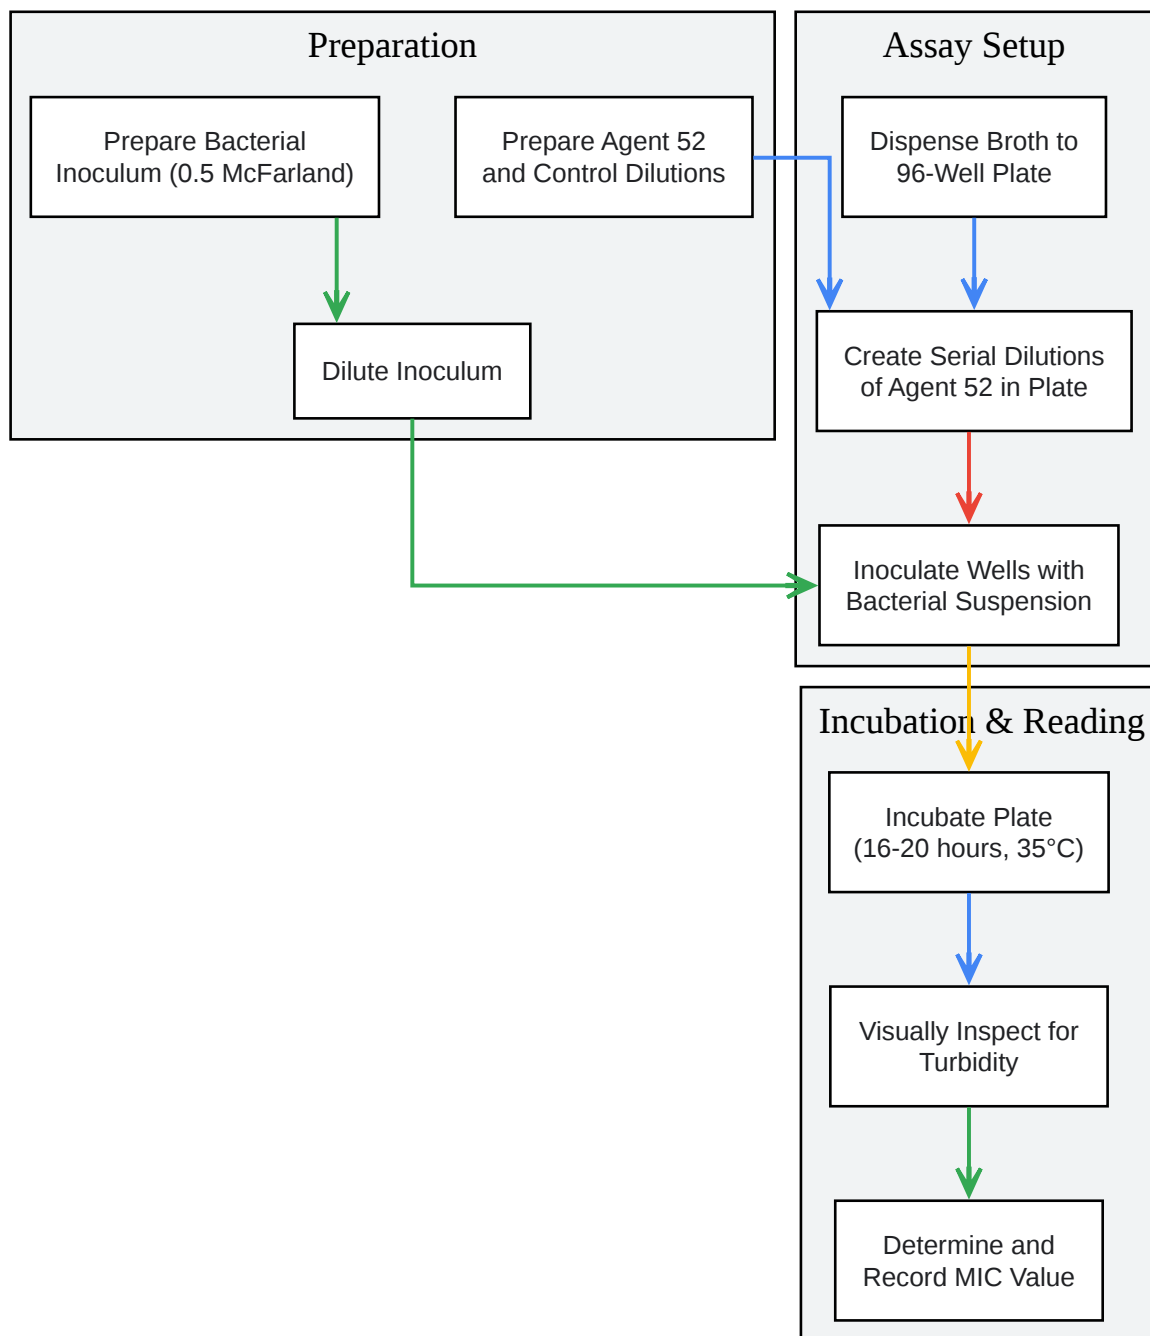 Preparation
Prepare Bacterial
Inoculum (0.5 McFarland)
Prepare Agent 52
and Control Dilutions
Dilute Inoculum
Assay Setup
Dispense Broth to
96-Well Plate
Create Serial Dilutions
of Agent 52 in Plate
Inoculate Wells with
Bacterial Suspension
Incubation & Reading
Incubate Plate
(16-20 hours, 35°C)
Visually Inspect for
Turbidity
Determine and
Record MIC Value